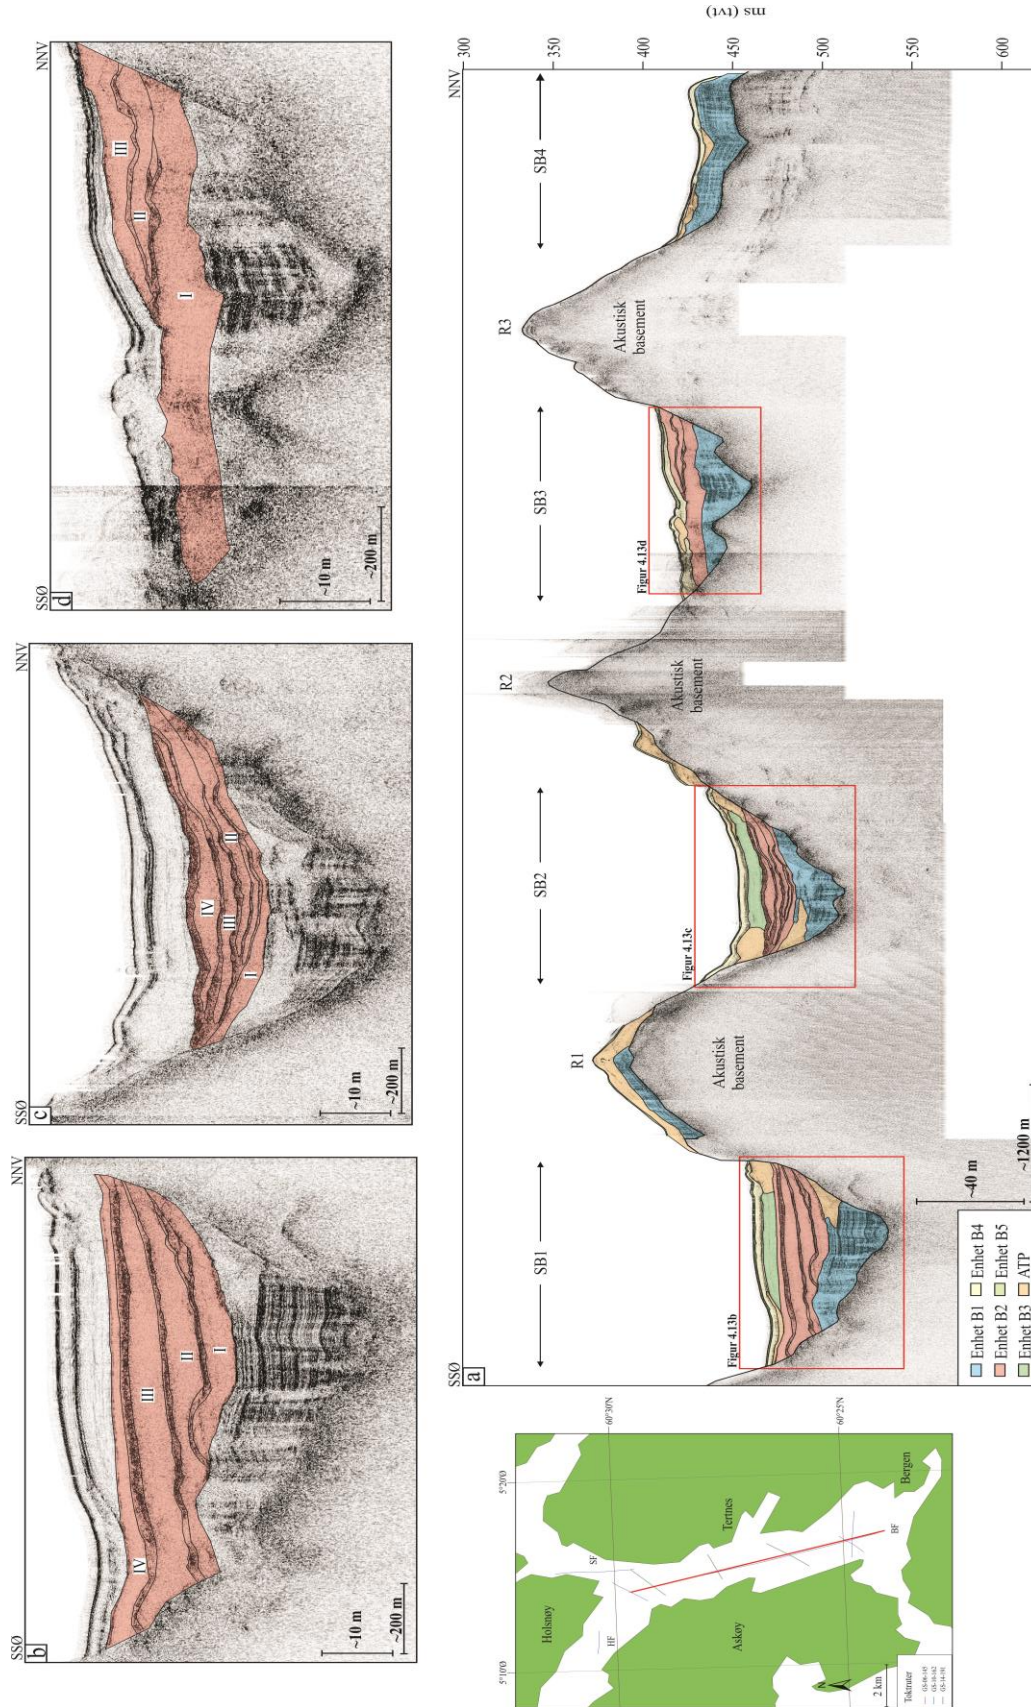 SSØ
NNV
b
IV
III
II
I
~10 m
~200 m
SSØ
NNV
c
IV
III
II
I
~10 m
~200 m
SSØ
NNV
d
III
II
I
~10 m
~200 m
5°10'Ø
5°20'Ø
60°30'N
60°25'N
Holsnøy
Tertnes
Askøy
Bergen
SF
HF
BF
N
2 km
Toktruter
SSØ
NNV
a
SB1
SB2
SB3
SB4
R1
R2
R3
?
Figur 4.13b
Figur 4.13c
Figur 4.13d
Akustisk
basement
Akustisk
basement
Akustisk
basement
Enhet B1
Enhet B4
Enhet B2
Enhet B5
Enhet B3
ATP
~40 m
~1200 m
300
350
400
450
500
550
600
ms (tvt)